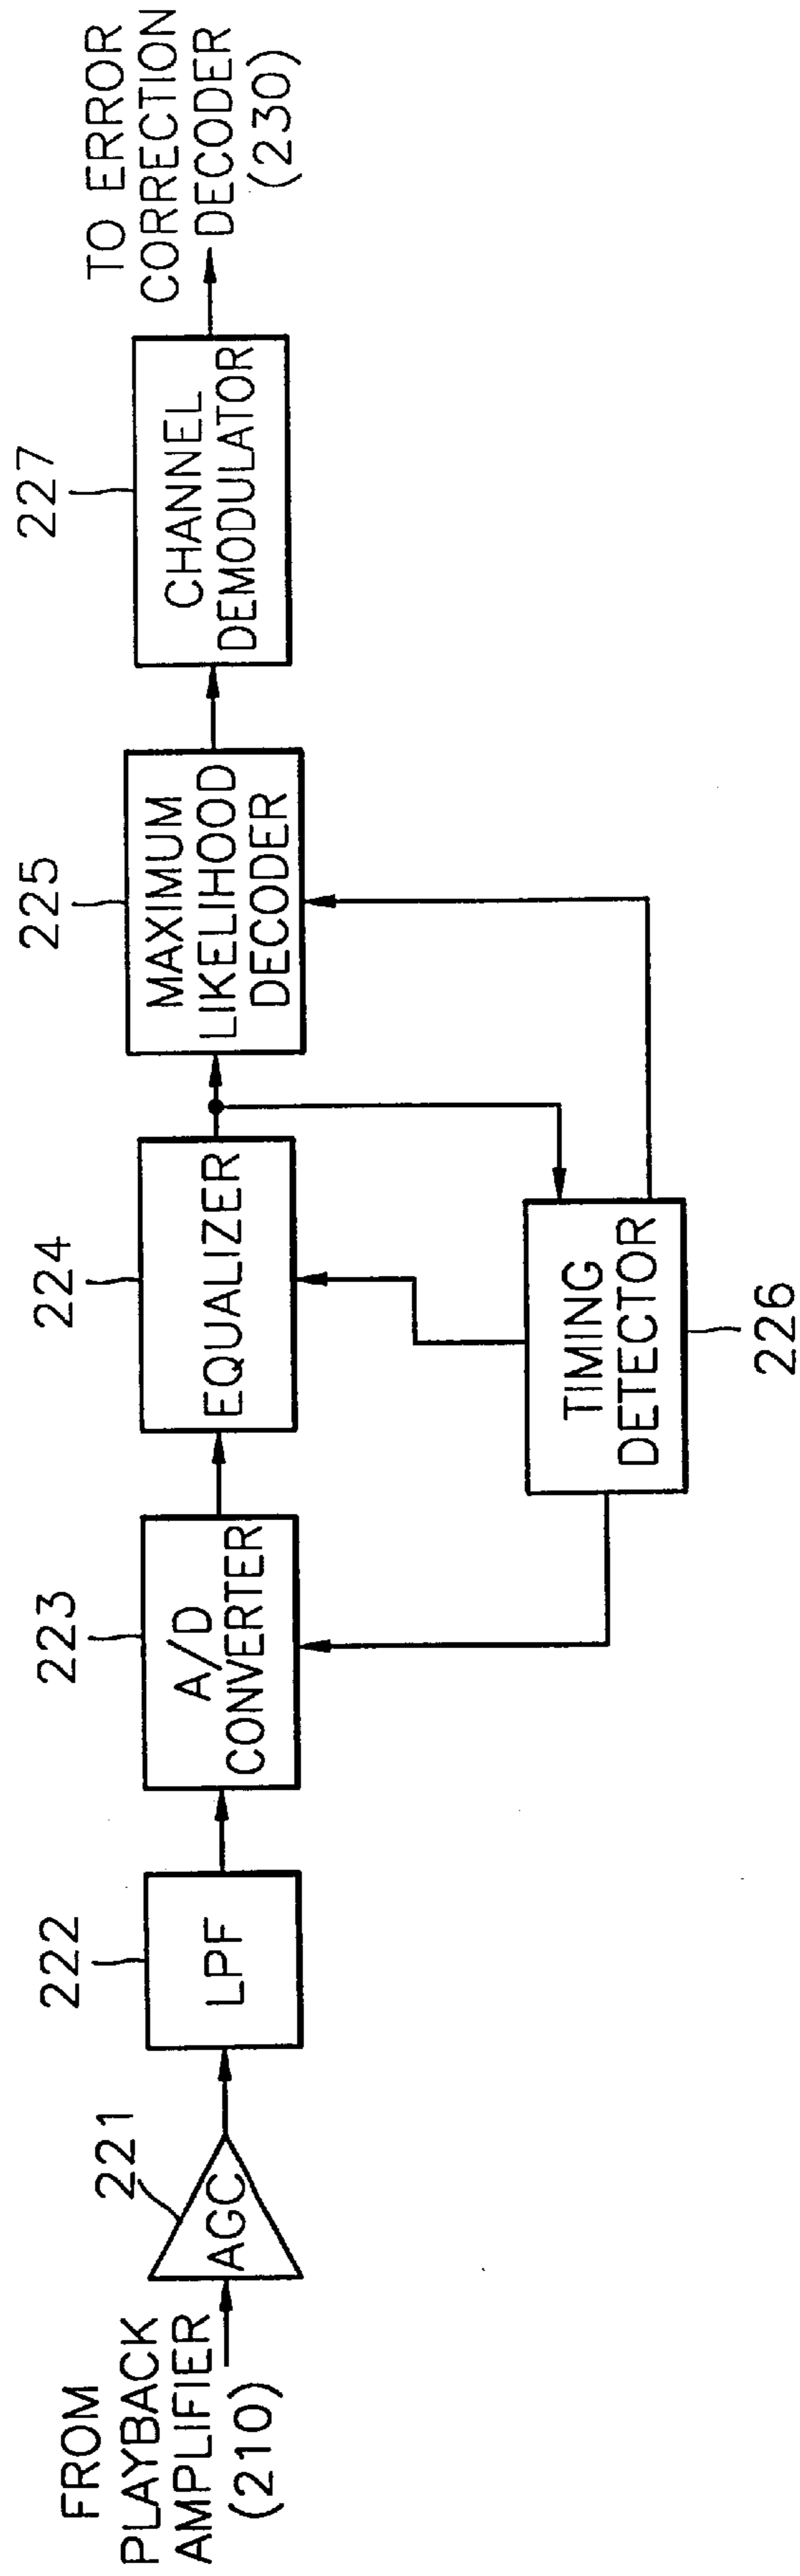 FROM
PLAYBACK
AMPLIFIER
(210)
221
AGC
222
LPF
223
A/D
CONVERTER
224
EQUALIZER
225
MAXIMUM
LIKELIHOOD
DECODER
227
CHANNEL
DEMODULATOR
TO ERROR
CORRECTION
DECODER
(230)
TIMING
DETECTOR
226